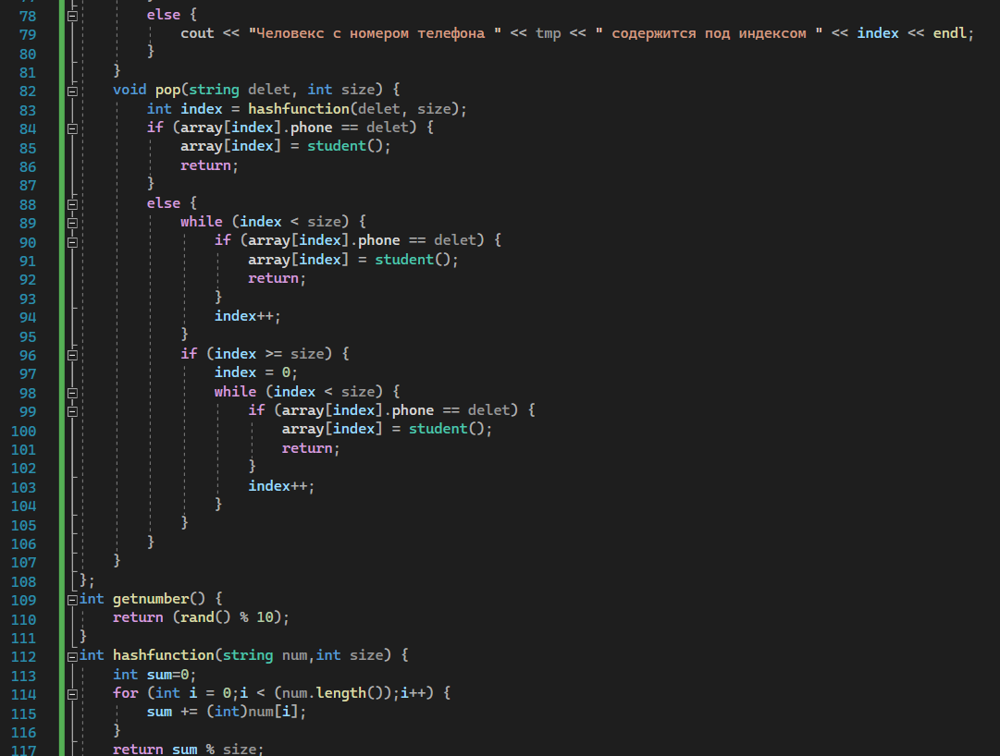 78 else {
79 cout << "Человекс с номером телефона " << tmp << " содержится под индексом " << index << endl;
80 }
81 }
82 void pop(string delet, int size) {
83 int index = hashfunction(delet, size);
84 if (array[index].phone == delet) {
85 array[index] = student();
86 return;
87 }
88 else {
89 while (index < size) {
90 if (array[index].phone == delet) {
91 array[index] = student();
92 return;
93 }
94 index++;
95 }
96 if (index >= size) {
97 index = 0;
98 while (index < size) {
99 if (array[index].phone == delet) {
100 array[index] = student();
101 return;
102 }
103 index++;
104 }
105 }
106 }
107 }
108 };
109 int getnumber() {
110 return (rand() % 10);
111 }
112 int hashfunction(string num,int size) {
113 int sum=0;
114 for (int i = 0;i < (num.length());i++) {
115 sum += (int)num[i];
116 }
117 return sum % size;